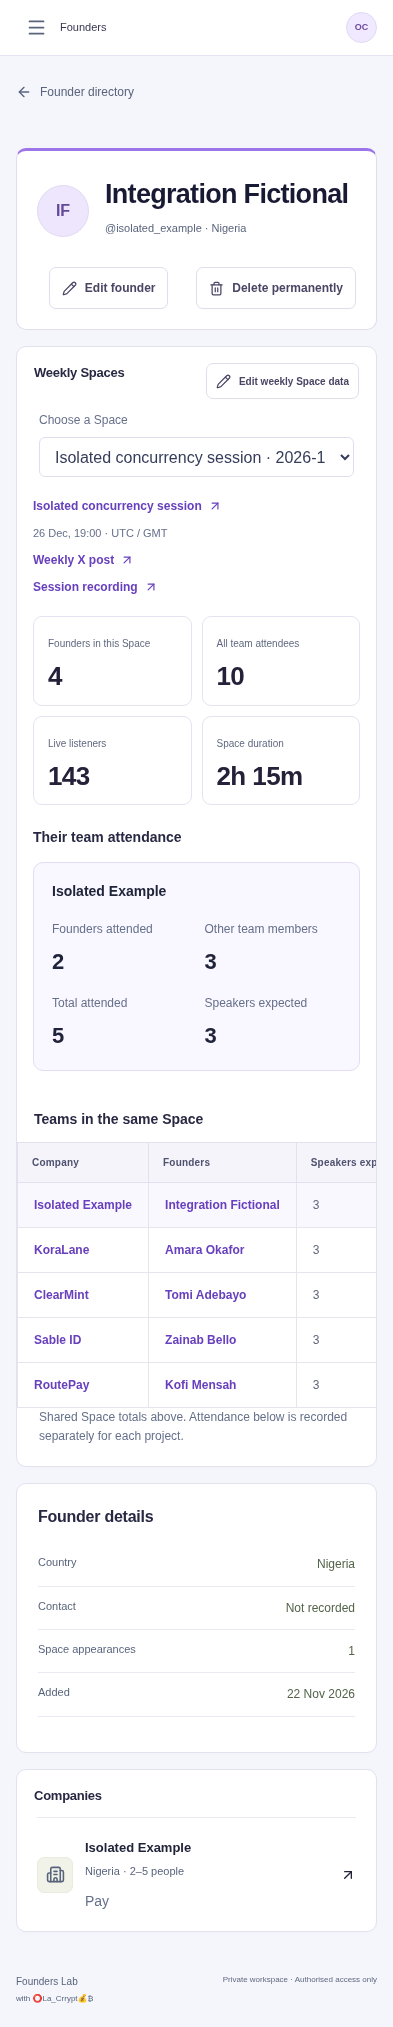 Founders
OC
Founder directory
IF
Integration Fictional
@isolated_example · Nigeria
Edit founder
Delete permanently
Weekly Spaces
Edit weekly Space data
Choose a Space
Isolated concurrency session · 2026-1
Isolated concurrency session
26 Dec, 19:00 · UTC / GMT
Weekly X post
Session recording
Founders in this Space
All team attendees
4
10
Live listeners
Space duration
143
2h 15m
Their team attendance
Isolated Example
Founders attended
Other team members
2
3
Total attended
Speakers expected
5
3
Teams in the same Space
Company Founders Speakers exp
Isolated Example Integration Fictional 3
KoraLane Amara Okafor 3
ClearMint Tomi Adebayo 3
Sable ID Zainab Bello 3
RoutePay Kofi Mensah 3
Shared Space totals above. Attendance below is recorded
separately for each project.
Founder details
Country Nigeria
Contact Not recorded
Space appearances 1
Added 22 Nov 2026
Companies
Isolated Example
Nigeria · 2–5 people
Pay
Founders Lab
Private workspace · Authorised access only
with ⭕La_Crrypt💰₿